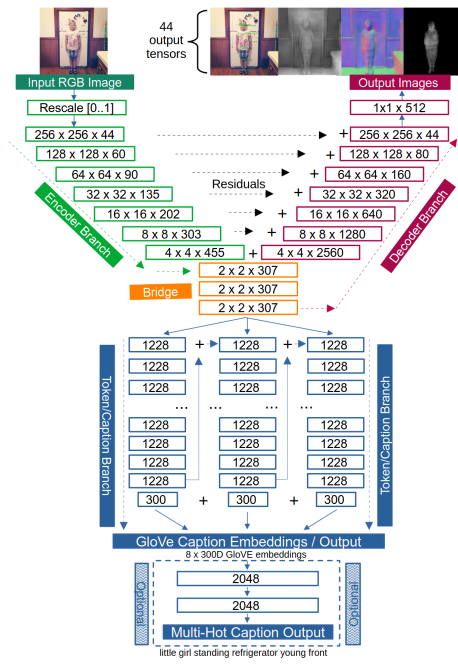 44
output
tensors
Input RGB Image
Output Images
Rescale [0..1]
1x1 x 512
256 x 256 x 44
+
256 x 256 x 44
128 x 128 x 60
+
128 x 128 x 80
64 x 64 x 90
+
64 x 64 x 160
Residuals
32 x 32 x 135
+
32 x 32 x 320
16 x 16 x 202
+
16 x 16 x 640
8 x 8 x 303
+
8 x 8 x 1280
4 x 4 x 455
+
4 x 4 x 2560
Encoder Branch
Decoder Branch
2 x 2 x 307
Bridge
2 x 2 x 307
2 x 2 x 307
1228 + 1228 + 1228
1228 1228 1228
1228 1228 1228
... ... ... ...
1228 1228 1228
1228 1228 1228
1228 1228 1228
1228 1228 1228
300 + 300 + 300
Token/Caption Branch
Token/Caption Branch
GloVe Caption Embeddings / Output
8 x 300D GloVE embeddings
2048
2048
Optional
Optional
Multi-Hot Caption Output
little girl standing refrigerator young front